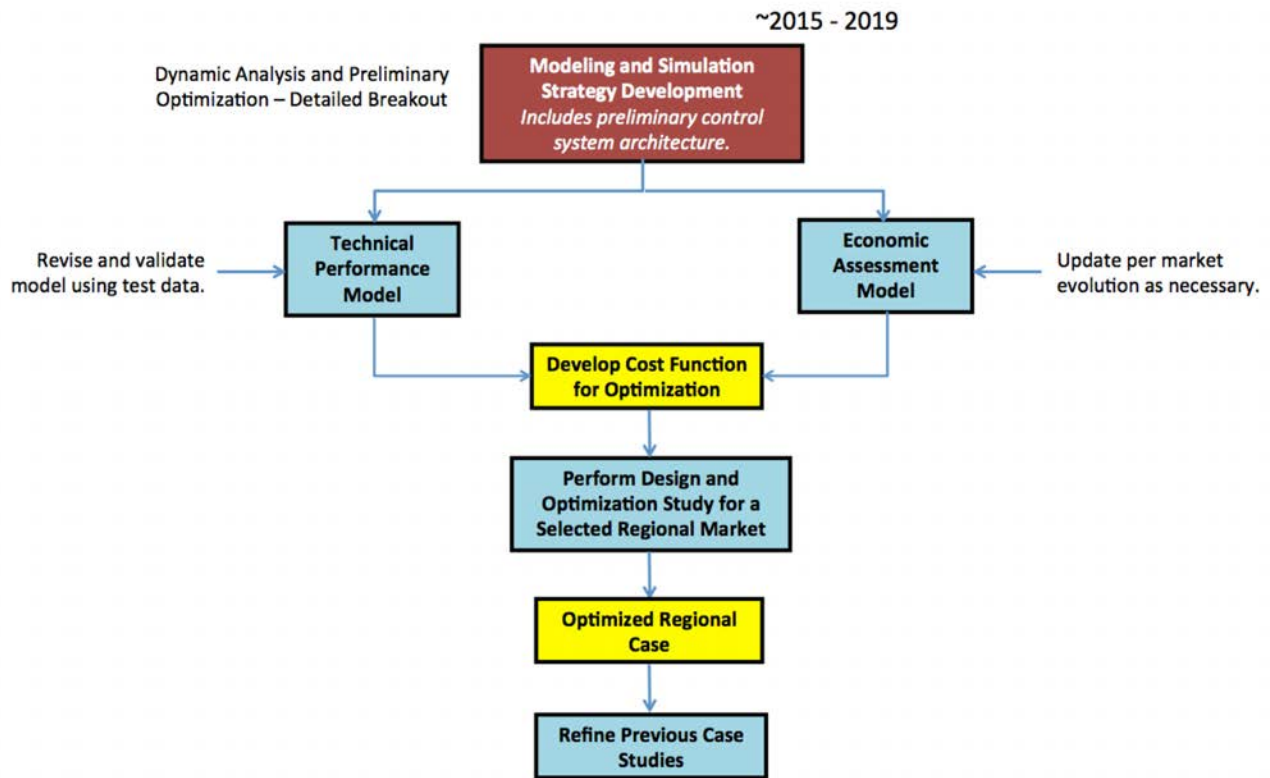 ~2015 - 2019
Dynamic Analysis and Preliminary
Optimization – Detailed Breakout
Modeling and Simulation
Strategy Development
Includes preliminary control
system architecture.
Revise and validate
model using test data.
Technical
Performance
Model
Economic
Assessment
Model
Update per market
evolution as necessary.
Develop Cost Function
for Optimization
Perform Design and
Optimization Study for a
Selected Regional Market
Optimized Regional
Case
Refine Previous Case
Studies